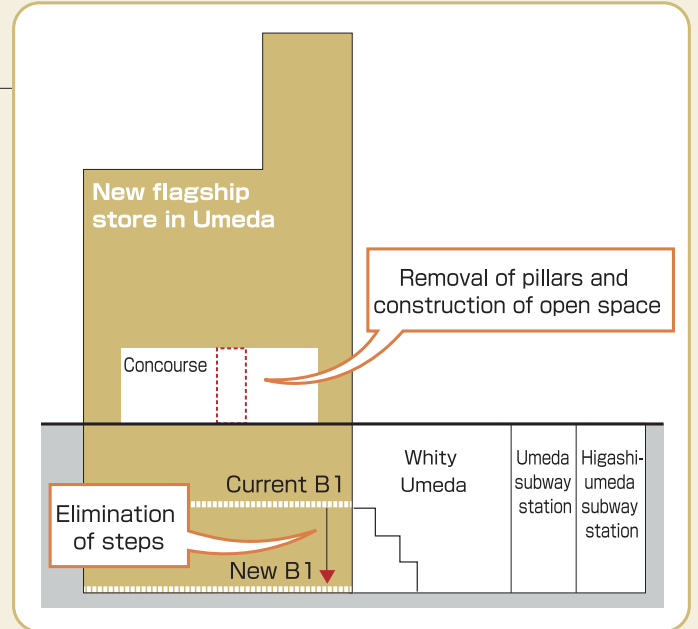 New flagship
store in Umeda
Removal of pillars and
construction of open space
Concourse
Current B1
Whity
Umeda
Umeda
subway
station
Higashi-
umeda
subway
station
Elimination
of steps
New B1